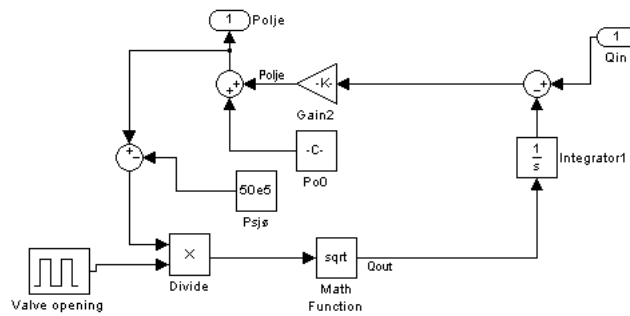 1
Polje
1
Qin
Polje
-K-
Gain2
+
+
+
−
-C-
Po0
1
s
Integrator1
+
−
50e5
Psjø
×
Divide
sqrt
Qout
Math
Function
Valve opening